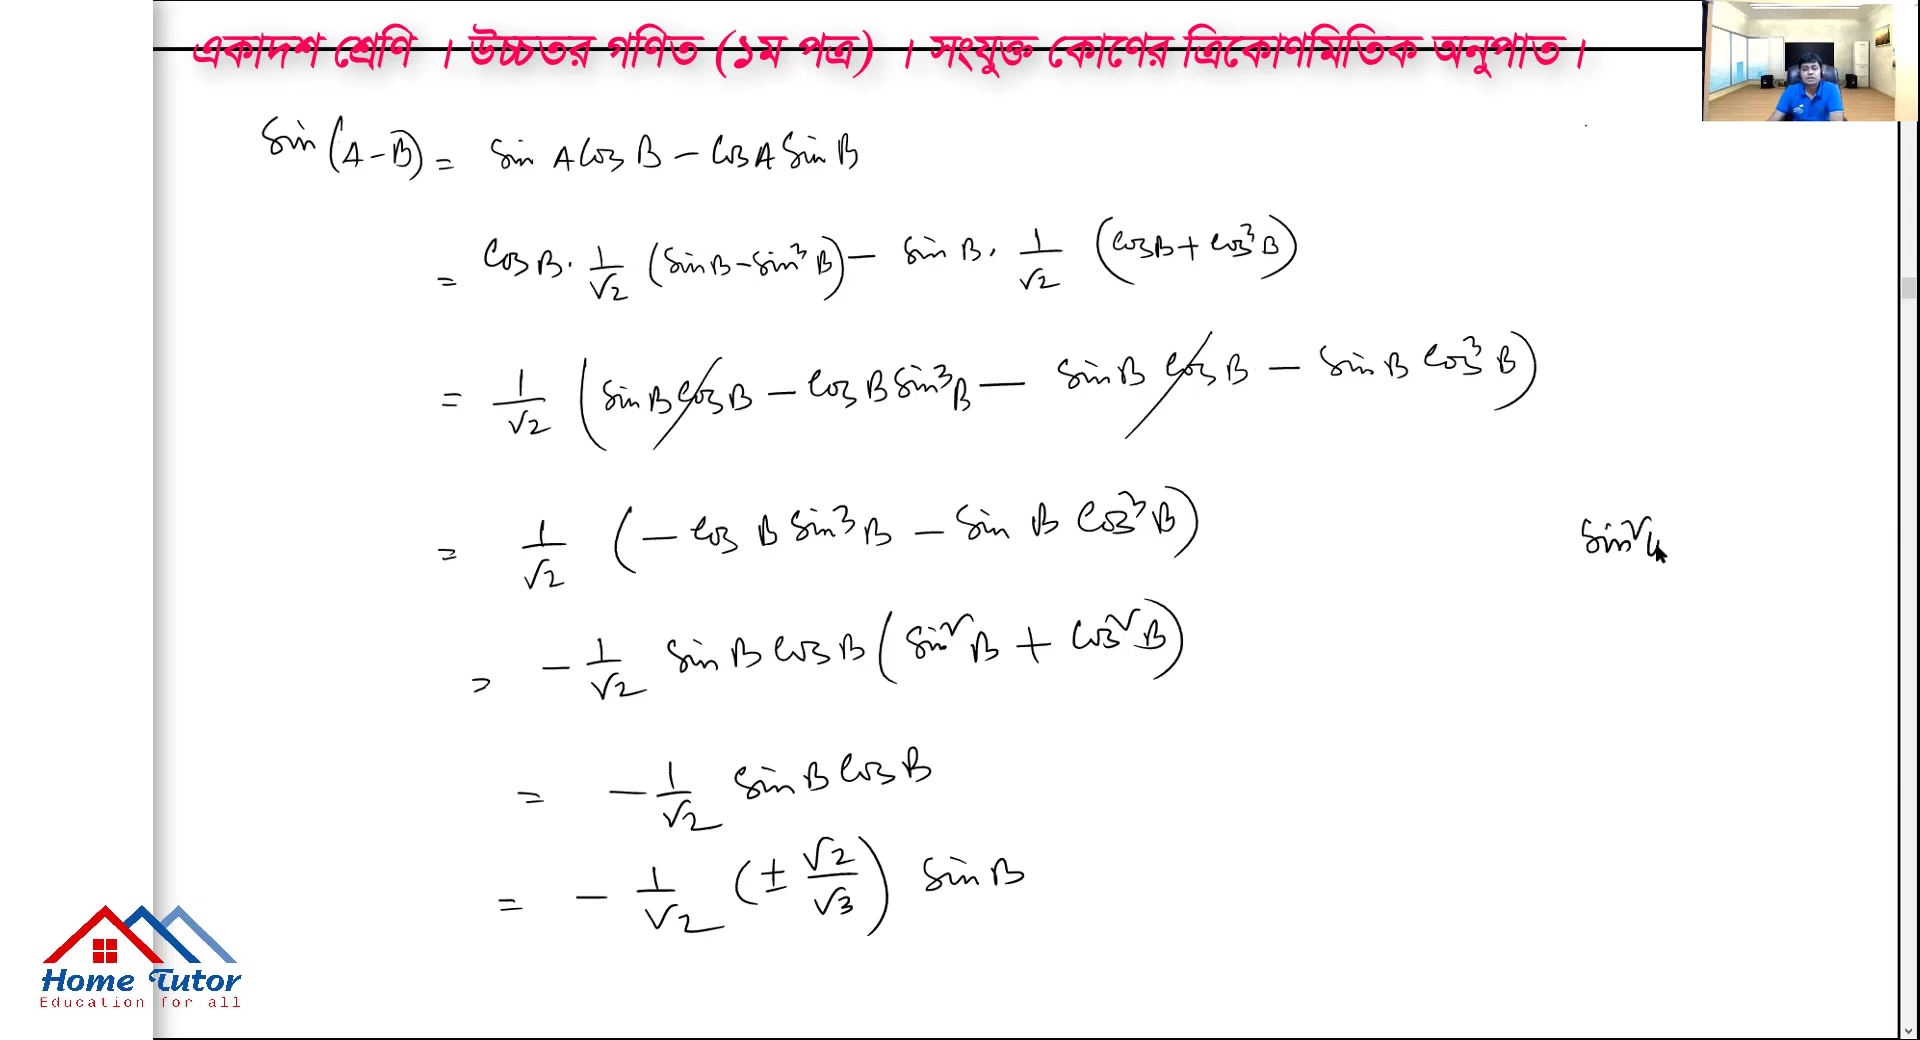 একাদশ শ্রেণি । উচ্চতর গণিত (১ম পত্র) । সংযুক্ত কোণের ত্রিকোণমিতিক অনুপাত ।
Sin (A-B) = Sin A Cos B - Cos A Sin B
= Cos B . 1/√2 (Sin B - Sin³ B) - Sin B . 1/√2 (Cos B + Cos³ B)
= 1/√2 (Sin B Cos B - Cos B Sin³ B - Sin B Cos B - Sin B Cos³ B)
= 1/√2 (- Cos B Sin³ B - Sin B Cos³ B)
Sin²
= - 1/√2 Sin B Cos B (Sin² B + Cos² B)
= - 1/√2 Sin B Cos B
= - 1/√2 (± √2/√3) Sin B
Home Tutor
Education for all